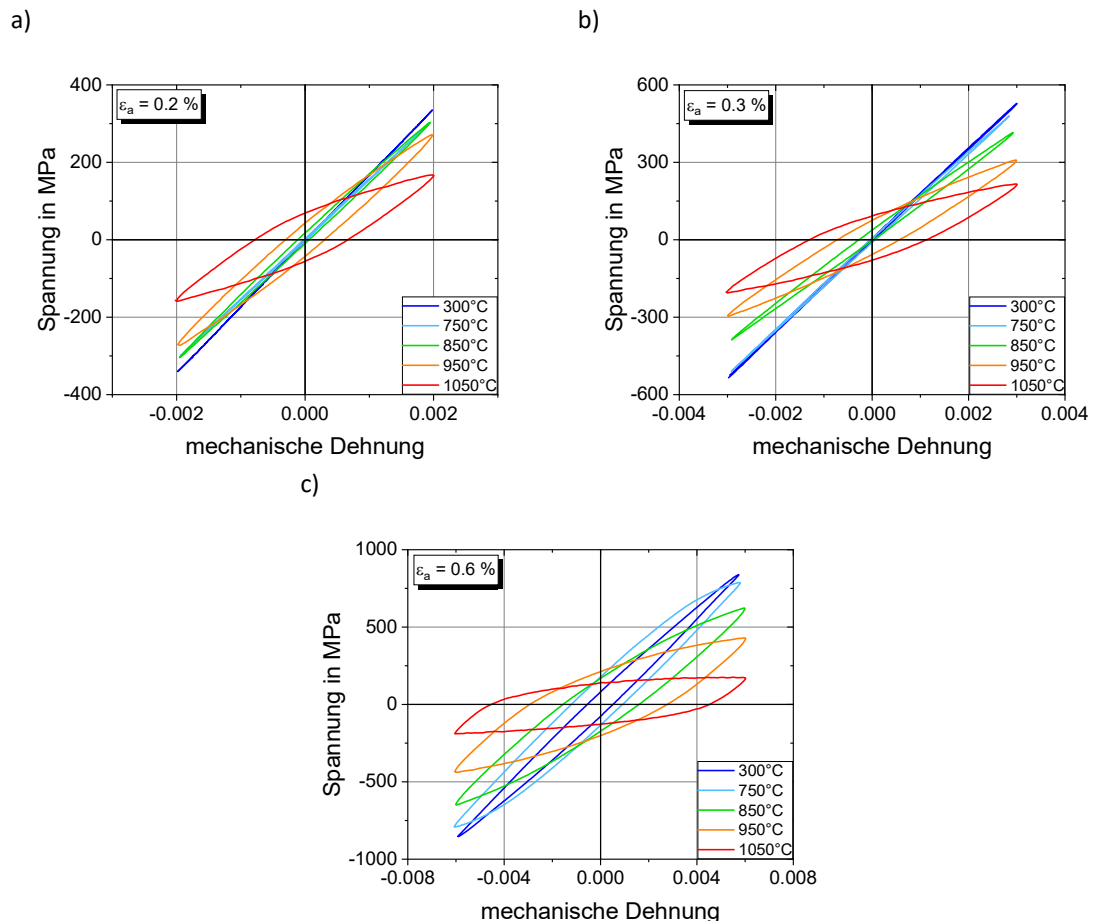 a)
b)
400
200
0
-200
-400
-0.002
0.000
0.002
Spannung in MPa
mechanische Dehnung
εa = 0.2 %
300°C
750°C
850°C
950°C
1050°C
600
300
0
-300
-600
-0.004
-0.002
0.000
0.002
0.004
Spannung in MPa
mechanische Dehnung
εa = 0.3 %
300°C
750°C
850°C
950°C
1050°C
c)
1000
500
0
-500
-1000
-0.008
-0.004
0.000
0.004
0.008
Spannung in MPa
mechanische Dehnung
εa = 0.6 %
300°C
750°C
850°C
950°C
1050°C